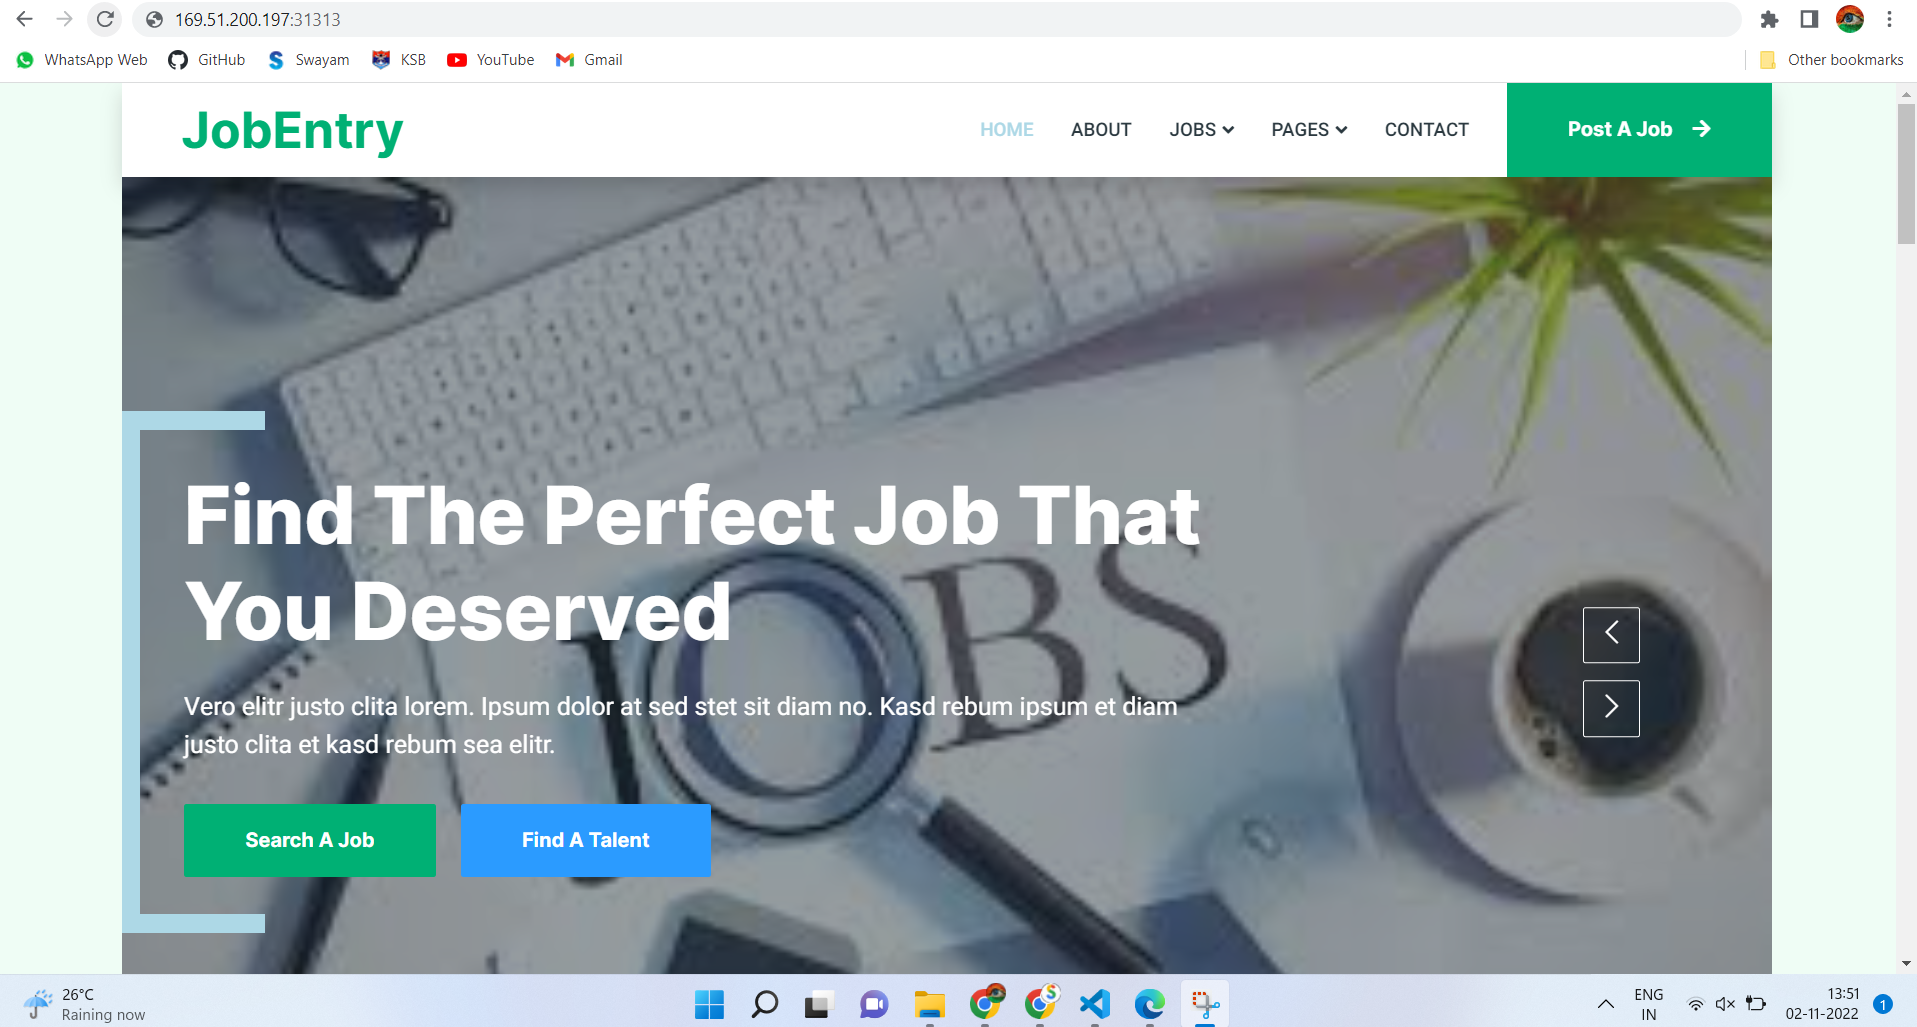 169.51.200.197:31313
WhatsApp Web GitHub Swayam KSB YouTube Gmail Other bookmarks
JobEntry HOME ABOUT JOBS PAGES CONTACT Post A Job
Find The Perfect Job That
You Deserved
JOBS
Vero elitr justo clita lorem. Ipsum dolor at sed stet sit diam no. Kasd rebum ipsum et diam
justo clita et kasd rebum sea elitr.
Search A Job Find A Talent
26°C
Raining now
ENG
IN
13:51
02-11-2022
1